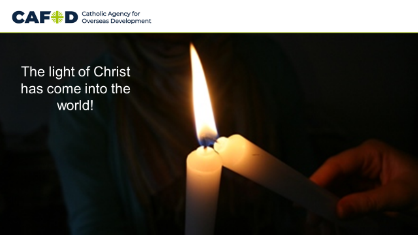 CAFOD Catholic Agency for
Overseas Development
The light of Christ
has come into the
world!